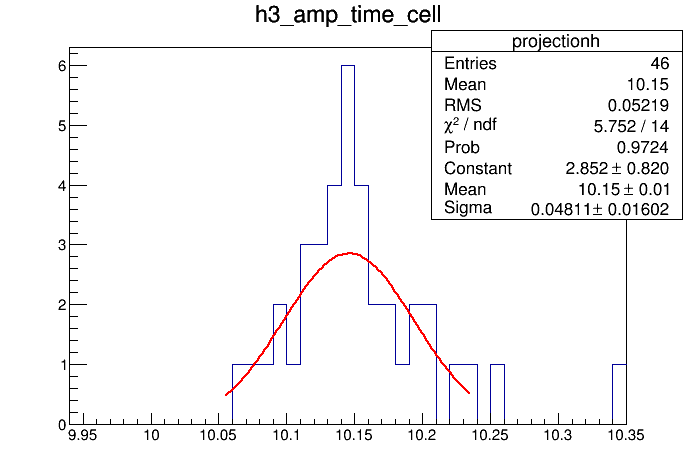 h3_amp_time_cell
projectionh
Entries 46
Mean 10.15
RMS 0.05219
χ² / ndf 5.752 / 14
Prob 0.9724
Constant 2.852 ± 0.820
Mean 10.15 ± 0.01
Sigma 0.04811 ± 0.01602
6
5
4
3
2
1
0
9.95 10 10.05 10.1 10.15 10.2 10.25 10.3 10.35